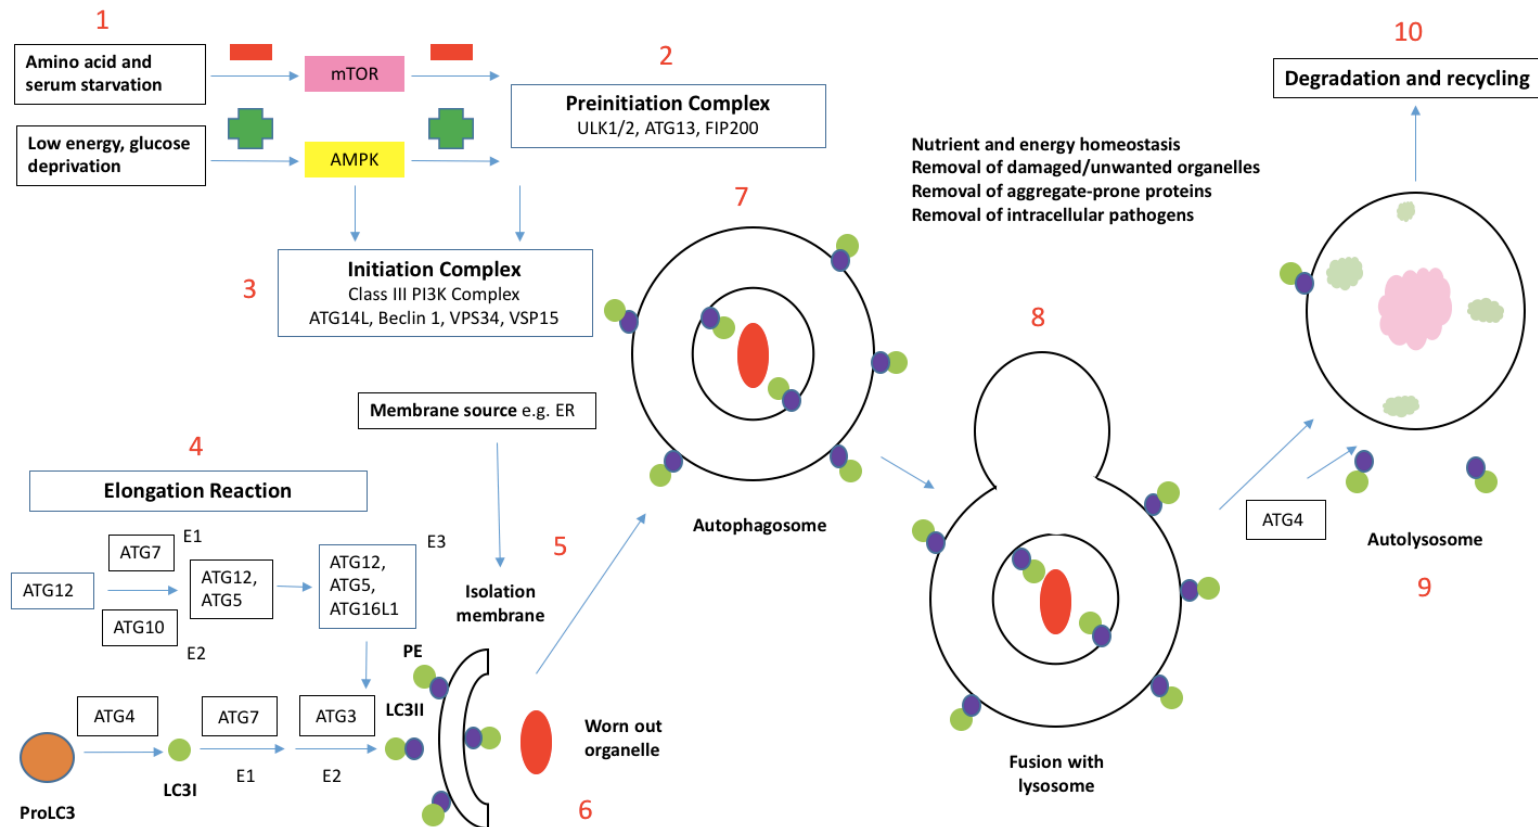 1
Amino acid and
serum starvation
mTOR
2
Preinitiation Complex
ULK1/2, ATG13, FIP200
Low energy, glucose
deprivation
AMPK
3
Initiation Complex
Class III PI3K Complex
ATG14L, Beclin 1, VPS34, VSP15
Membrane source e.g. ER
4
Elongation Reaction
ATG12
ATG7
E1
ATG10
E2
ATG12,
ATG5
ATG12,
ATG5,
ATG16L1
E3
5
Isolation
membrane
PE
ProLC3
ATG4
LC3I
ATG7
E1
ATG3
E2
LC3II
Worn out
organelle
6
7
Autophagosome
Nutrient and energy homeostasis
Removal of damaged/unwanted organelles
Removal of aggregate-prone proteins
Removal of intracellular pathogens
8
Fusion with
lysosome
ATG4
Autolysosome
9
10
Degradation and recycling